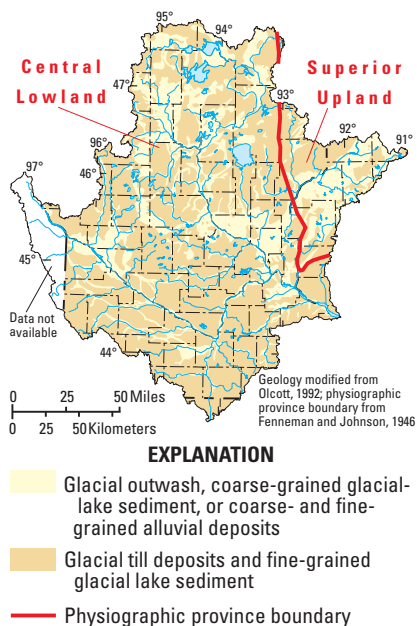 95°
94°
Central
Lowland
Superior
Upland
47°
93°
92°
91°
96°
46°
97°
45°
Data not
available
44°
Geology modified from
Olcott, 1992; physiographic
province boundary from
Fenneman and Johnson, 1946
0 25 50 Miles
0 25 50 Kilometers
EXPLANATION
Glacial outwash, coarse-grained glacial-
lake sediment, or coarse- and fine-
grained alluvial deposits
Glacial till deposits and fine-grained
glacial lake sediment
Physiographic province boundary